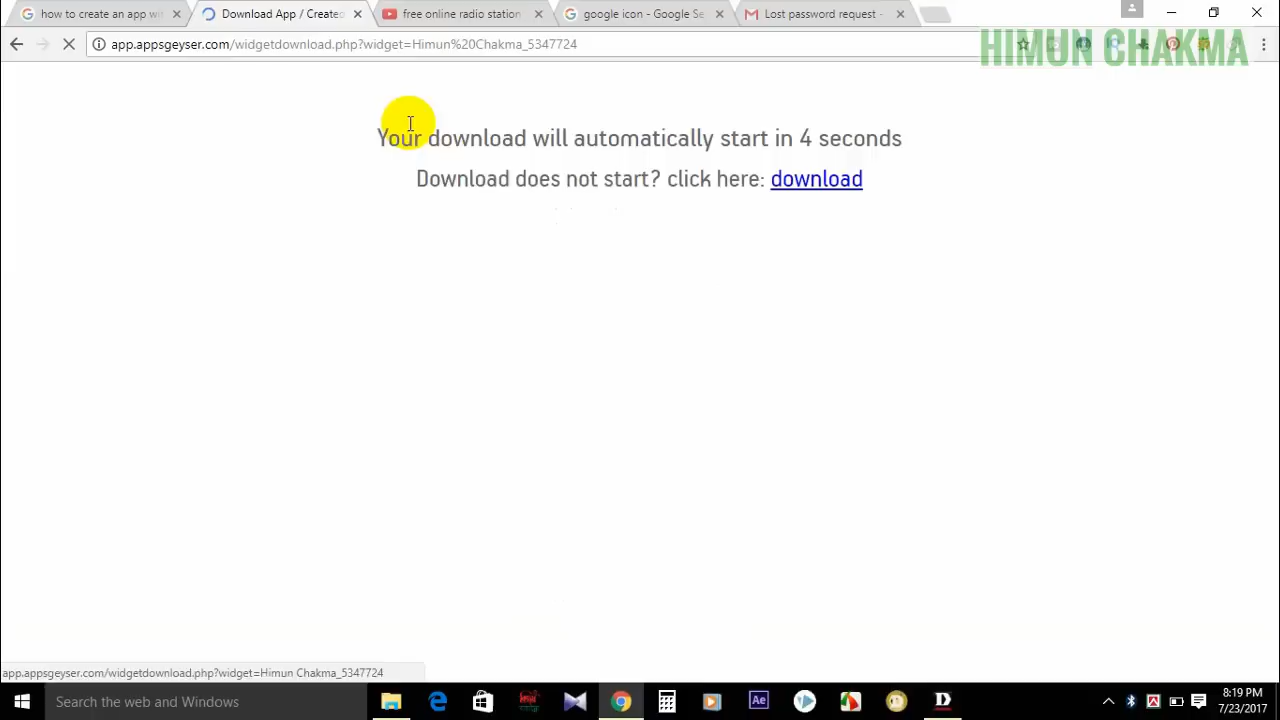 how to create an app wi
Download App / Createo
free online radio station
google icon - Google Se
Lost password request -
app.appsgeyser.com/widgetdownload.php?widget=Himun%20Chakma_5347724
HIMUN CHAKMA
Your download will automatically start in 4 seconds
Download does not start? click here: download
app.appsgeyser.com/widgetdownload.php?widget=Himun Chakma_5347724
Search the web and Windows
Ae
D
8:19 PM
7/23/2017